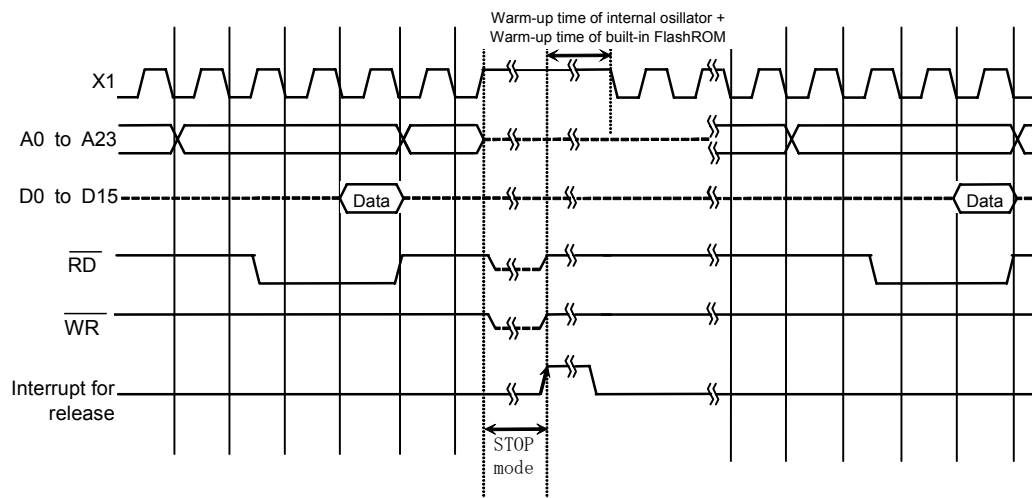 Warm-up time of internal osillator +
Warm-up time of built-in FlashROM
X1
A0 to A23
D0 to D15
Data
Data
RD
WR
Interrupt for
release
STOP
mode